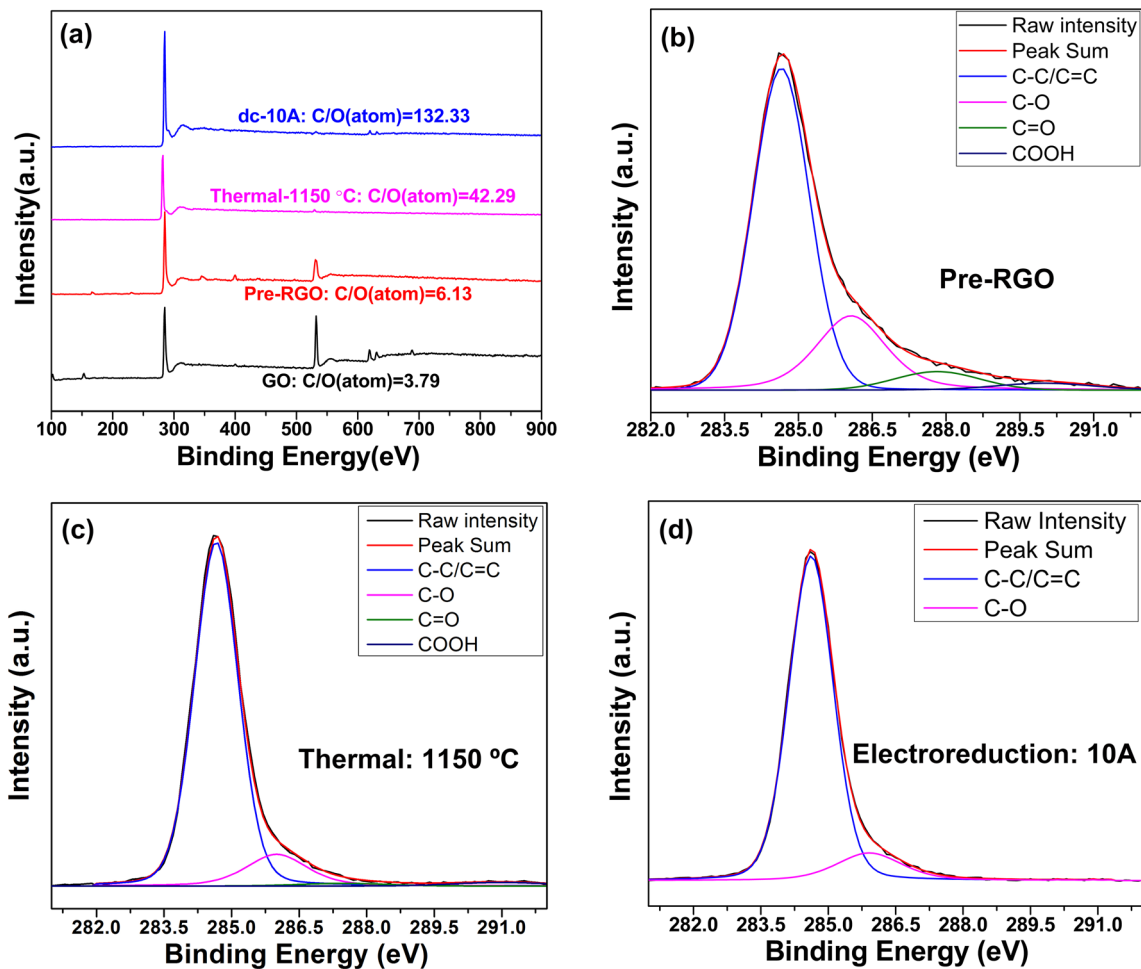 (a)
dc-10A: C/O(atom)=132.33
Thermal-1150 °C: C/O(atom)=42.29
Pre-RGO: C/O(atom)=6.13
GO: C/O(atom)=3.79
Intensity(a.u.)
100 200 300 400 500 600 700 800 900
Binding Energy(eV)
(b)
Raw intensity
Peak Sum
C-C/C=C
C-O
C=O
COOH
Pre-RGO
Intensity (a.u.)
282.0 283.5 285.0 286.5 288.0 289.5 291.0
Binding Energy (eV)
(c)
Raw intensity
Peak Sum
C-C/C=C
C-O
C=O
COOH
Thermal: 1150 ºC
Intensity (a.u.)
282.0 283.5 285.0 286.5 288.0 289.5 291.0
Binding Energy (eV)
(d)
Raw Intensity
Peak Sum
C-C/C=C
C-O
Electroreduction: 10A
Intensity (a.u.)
282.0 283.5 285.0 286.5 288.0 289.5 291.0
Binding Energy (eV)